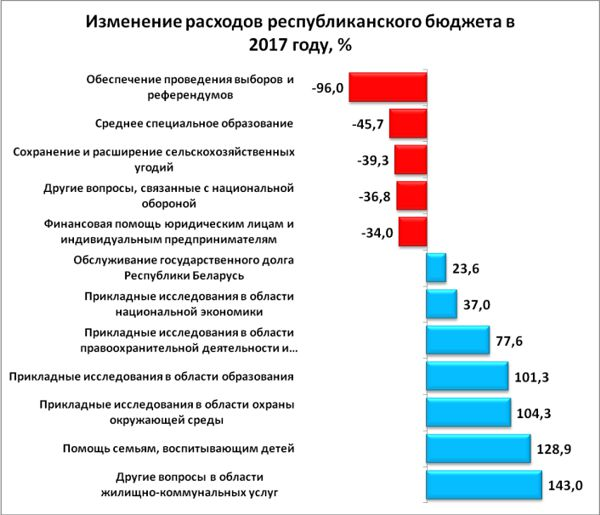 Изменение расходов республиканского бюджета в
2017 году, %
Обеспечение проведения выборов и
референдумов
-96,0
Среднее специальное образование
-45,7
Сохранение и расширение сельскохозяйственных
угодий
-39,3
Другие вопросы, связанные с национальной
обороной
-36,8
Финансовая помощь юридическим лицам и
индивидуальным предпринимателям
-34,0
Обслуживание государственного долга
Республики Беларусь
23,6
Прикладные исследования в области
национальной экономики
37,0
Прикладные исследования в области
правоохранительной деятельности и...
77,6
Прикладные исследования в области образования
101,3
Прикладные исследования в области охраны
окружающей среды
104,3
Помощь семьям, воспитывающим детей
128,9
Другие вопросы в области
жилищно-коммунальных услуг
143,0